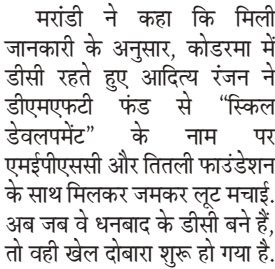 मरांडी ने कहा कि मिली
जानकारी के अनुसार, कोडरमा में
डीसी रहते हुए आदित्य रंजन ने
डीएमएफटी फंड से “स्किल
डेवलपमेंट” के नाम पर
एमईपीएससी और तितली फाउंडेशन
के साथ मिलकर जमकर लूट मचाई.
अब जब वे धनबाद के डीसी बने हैं,
तो वही खेल दोबारा शुरू हो गया है.